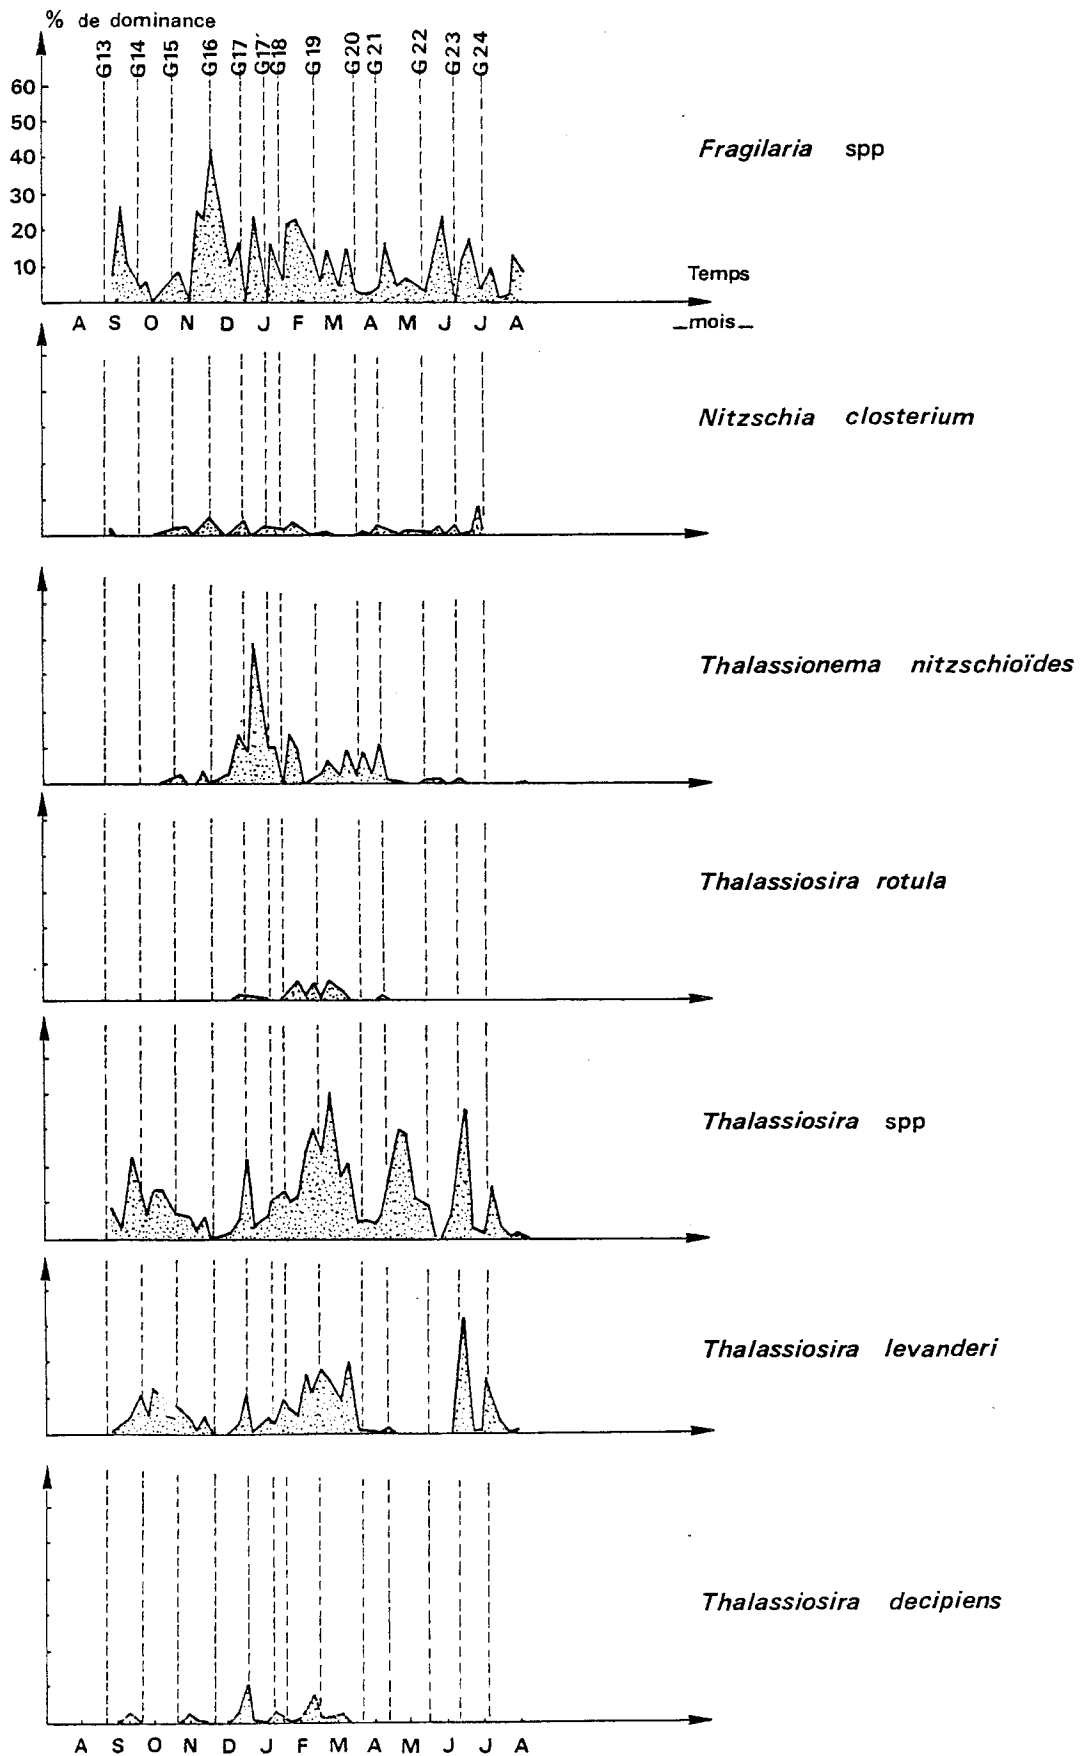 % de dominance
G13 G14 G15 G16 G17 G17' G18 G19 G20 G21 G22 G23 G24
60
50
40
30
20
10
Fragilaria spp
Temps
A S O N D J F M A M J J A
_mois_
Nitzschia closterium
Thalassionema nitzschioïdes
Thalassiosira rotula
Thalassiosira spp
Thalassiosira levanderi
Thalassiosira decipiens
A S O N D J F M A M J J A